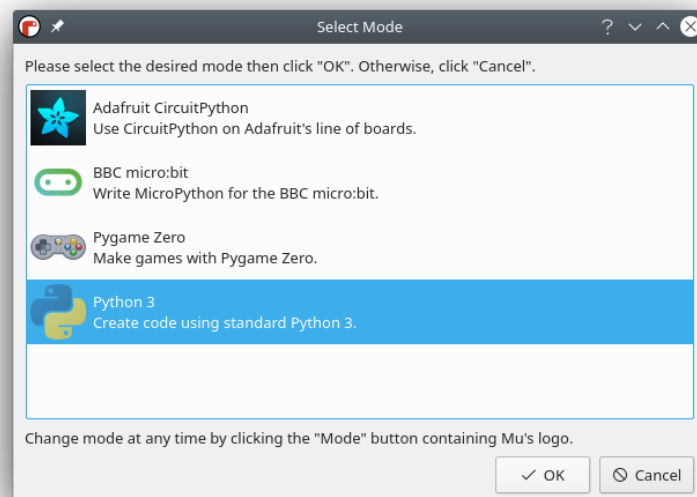 Select Mode
Please select the desired mode then click "OK". Otherwise, click "Cancel".
Adafruit CircuitPython
Use CircuitPython on Adafruit's line of boards.
BBC micro:bit
Write MicroPython for the BBC micro:bit.
Pygame Zero
Make games with Pygame Zero.
Python 3
Create code using standard Python 3.
Change mode at any time by clicking the "Mode" button containing Mu's logo.
OK Cancel